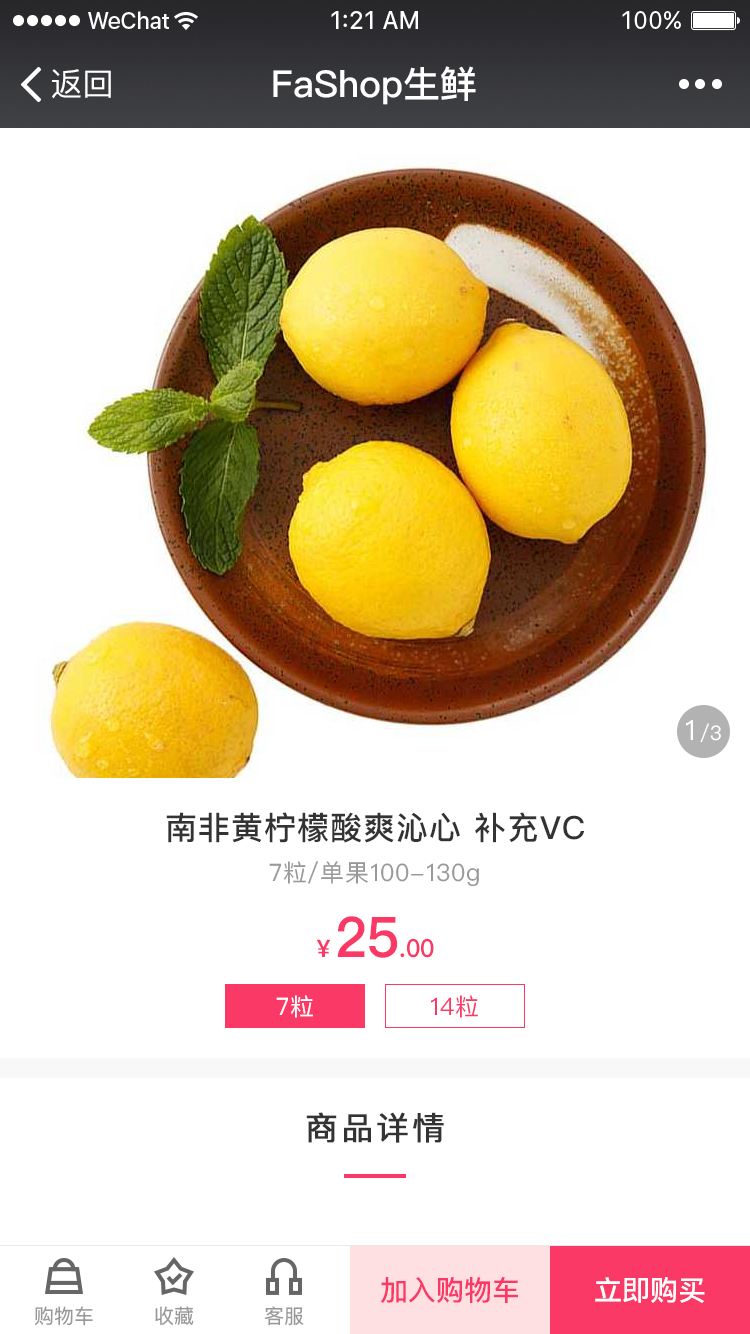 WeChat 1:21 AM 100%
返回 FaShop生鲜
1/3
南非黄柠檬酸爽沁心 补充VC
7粒/单果100–130g
¥25.00
7粒 14粒
商品详情
购物车 收藏 客服 加入购物车 立即购买